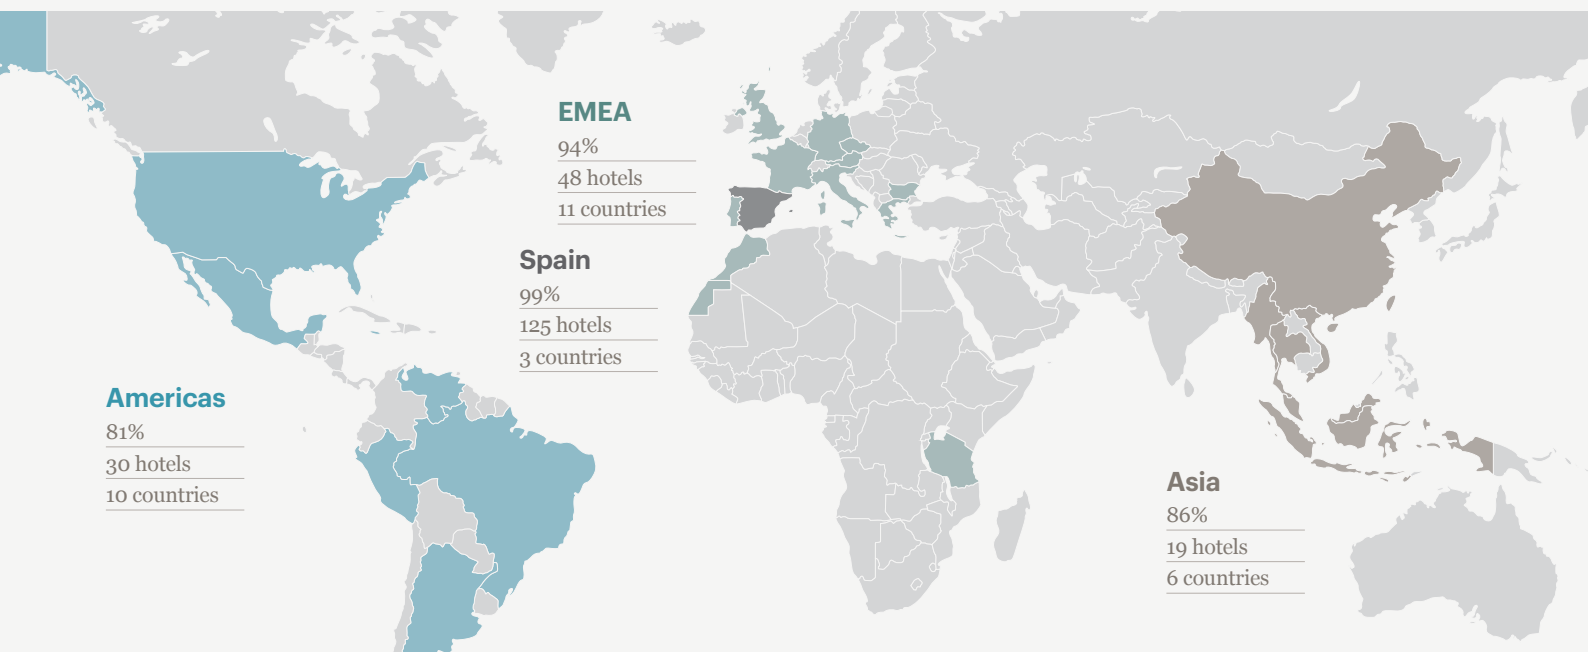 EMEA
94%
48 hotels
11 countries
Spain
99%
125 hotels
3 countries
Americas
81%
30 hotels
10 countries
Asia
86%
19 hotels
6 countries